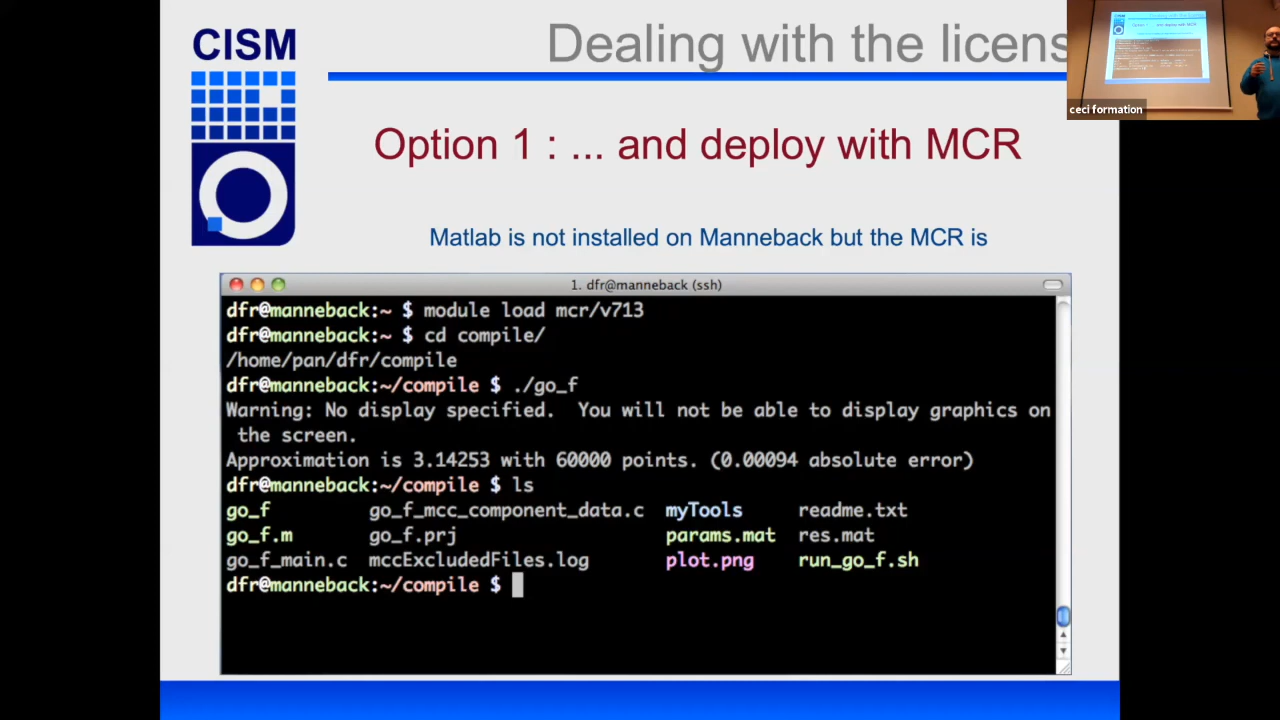 CISM
Dealing with the licens
ceci formation
Option 1 : ... and deploy with MCR
Matlab is not installed on Manneback but the MCR is
1. dfr@manneback (ssh)
dfr@manneback:~ $ module load mcr/v713
dfr@manneback:~ $ cd compile/
/home/pan/dfr/compile
dfr@manneback:~/compile $ ./go_f
Warning: No display specified.  You will not be able to display graphics on
 the screen.
Approximation is 3.14253 with 60000 points. (0.00094 absolute error)
dfr@manneback:~/compile $ ls
go_f go_f_mcc_component_data.c myTools readme.txt
go_f.m go_f.prj params.mat res.mat
go_f_main.c mccExcludedFiles.log plot.png run_go_f.sh
dfr@manneback:~/compile $